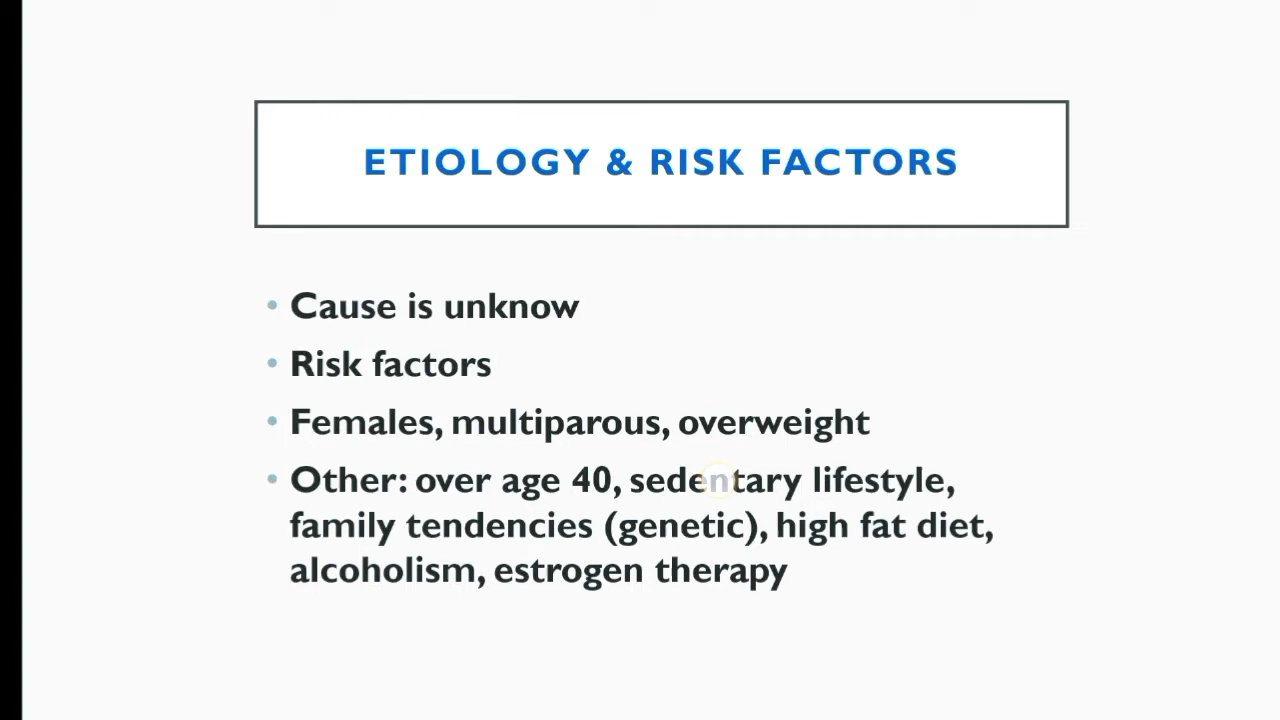 ETIOLOGY & RISK FACTORS
• Cause is unknow
• Risk factors
• Females, multiparous, overweight
• Other: over age 40, sedentary lifestyle,
family tendencies (genetic), high fat diet,
alcoholism, estrogen therapy